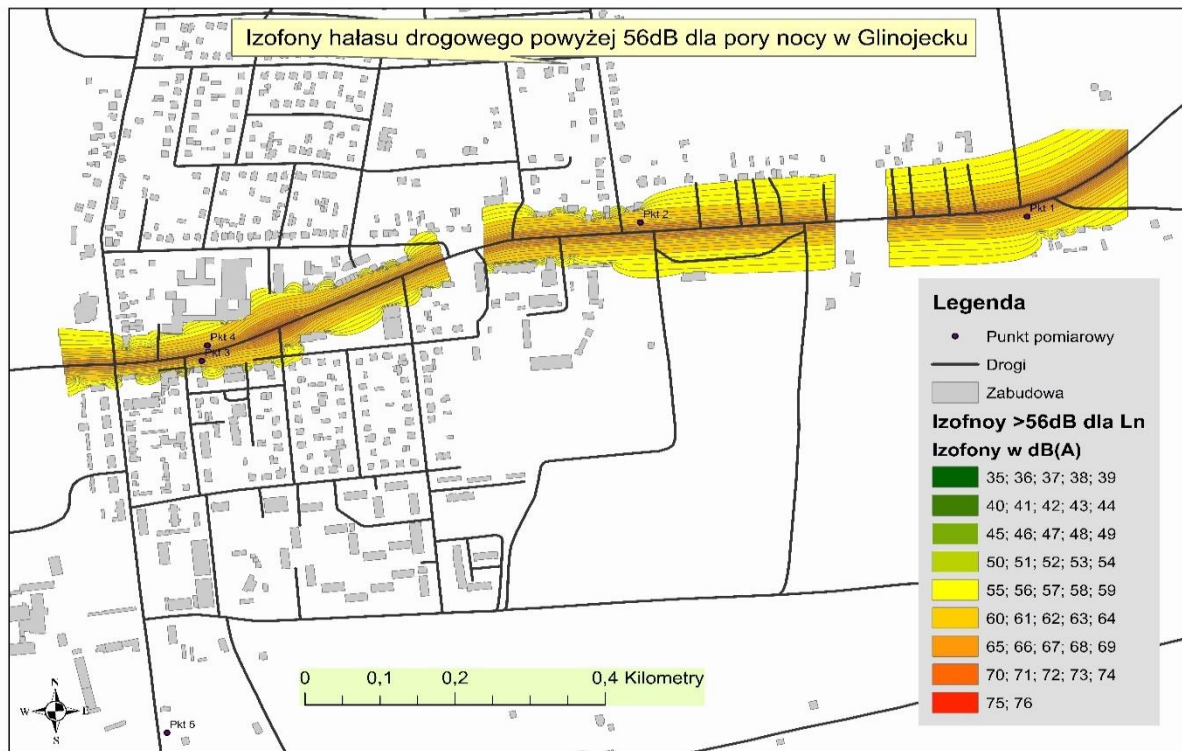 Izofony hałasu drogowego powyżej 56dB dla pory nocy w Glinojecku
Pkt 1
Pkt 2
Pkt 4
Pkt 3
Pkt 5
Legenda
Punkt pomiarowy
Drogi
Zabudowa
Izofnoy >56dB dla Ln
Izofony w dB(A)
35; 36; 37; 38; 39
40; 41; 42; 43; 44
45; 46; 47; 48; 49
50; 51; 52; 53; 54
55; 56; 57; 58; 59
60; 61; 62; 63; 64
65; 66; 67; 68; 69
70; 71; 72; 73; 74
75; 76
0 0,1 0,2 0,4 Kilometry
N
W E
S